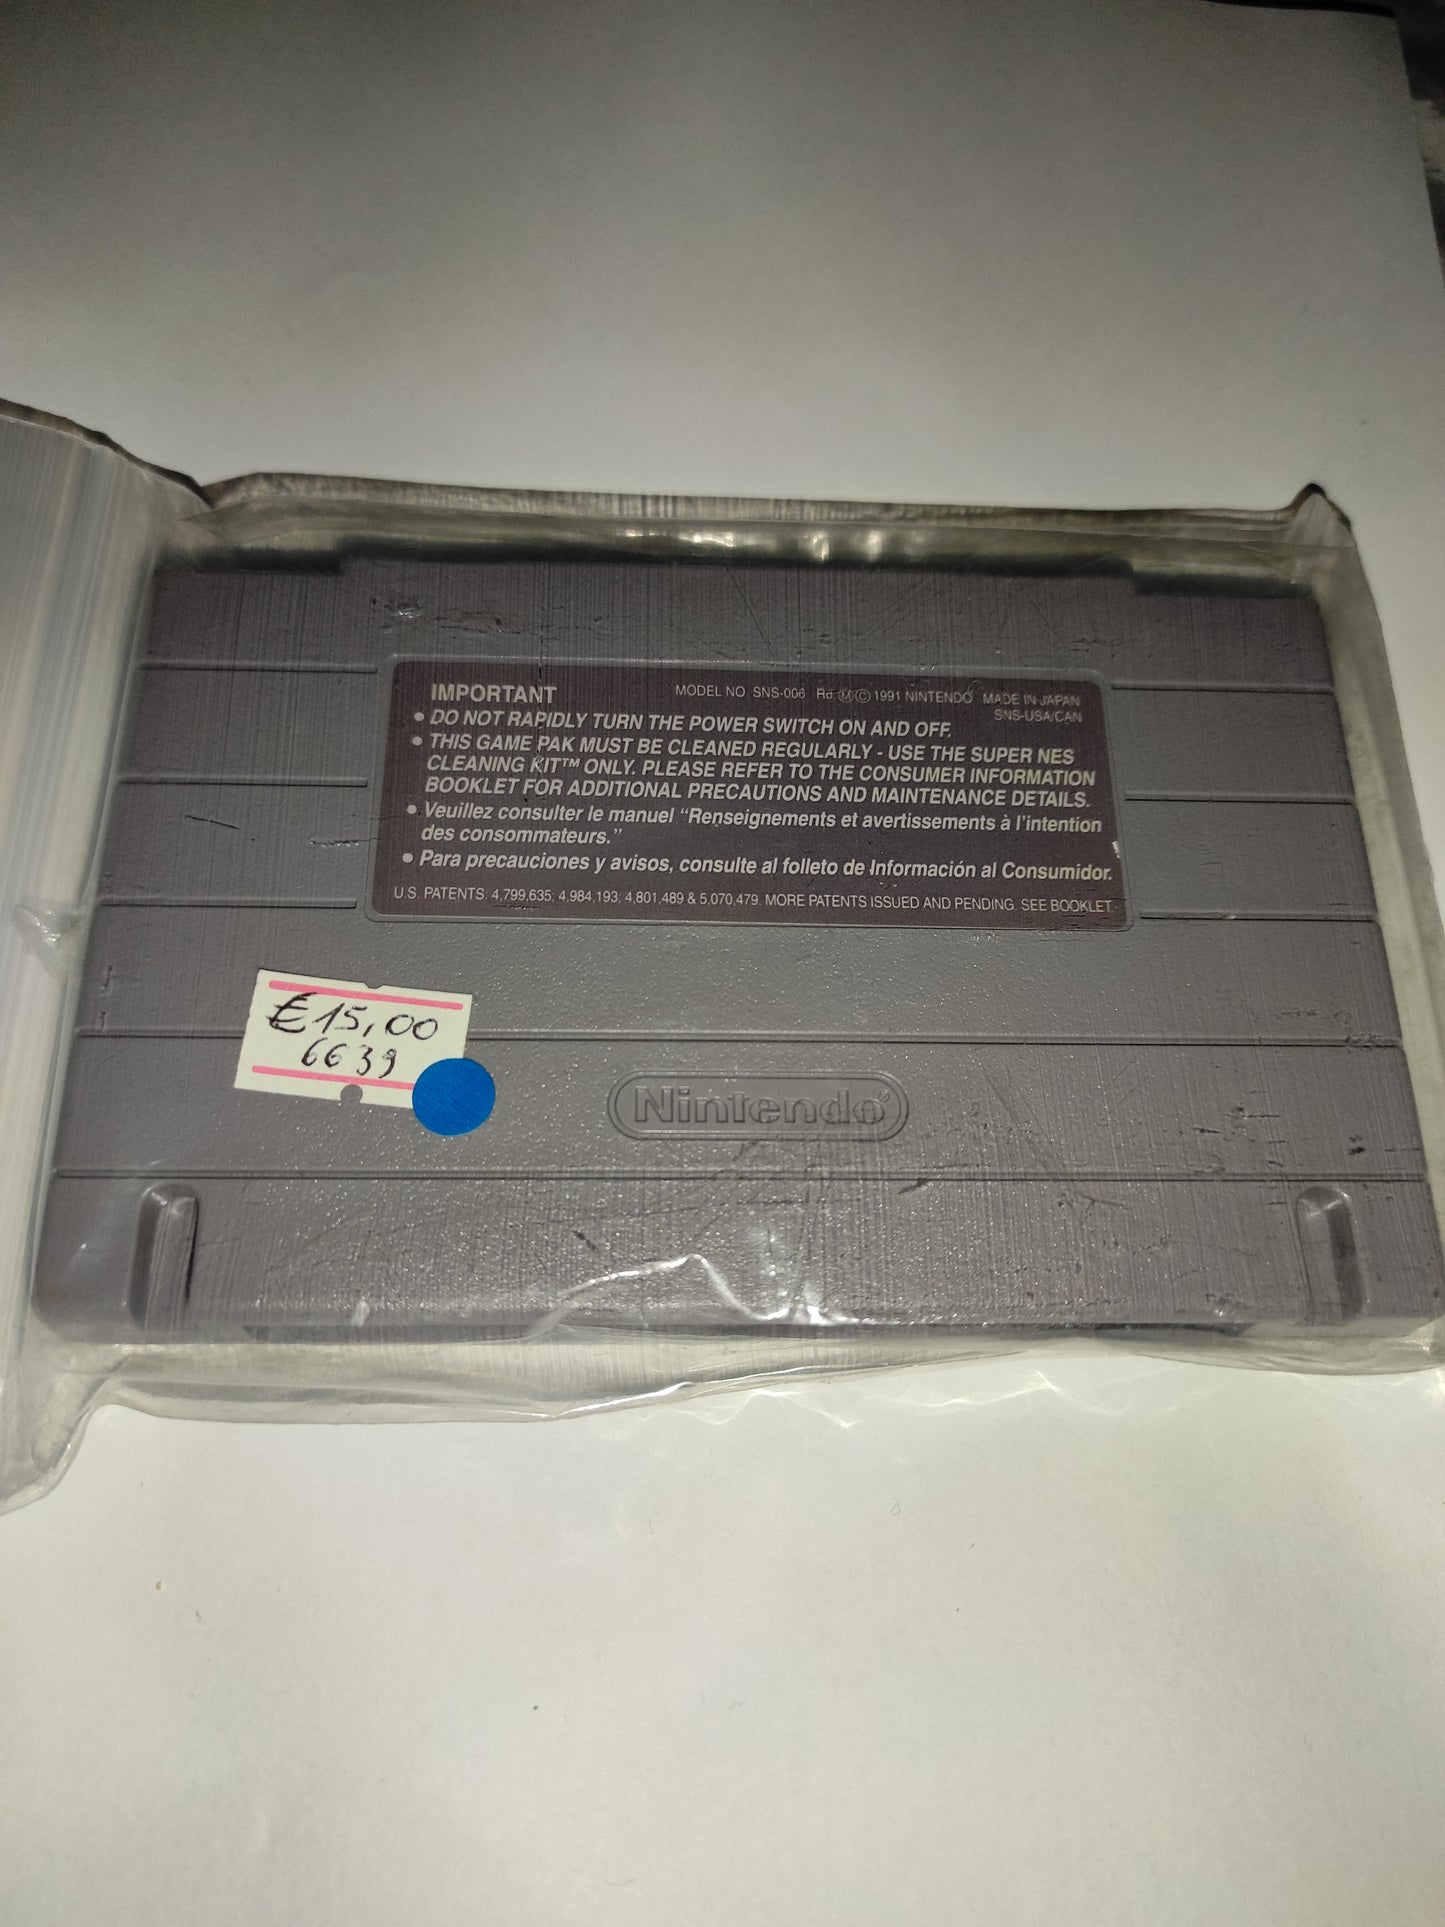 IMPORTANT
MODEL NO. SNS-006 Ⓜ Ⓒ 1991 NINTENDO MADE IN JAPAN
SNS-USA/CAN
• DO NOT RAPIDLY TURN THE POWER SWITCH ON AND OFF.
• THIS GAME PAK MUST BE CLEANED REGULARLY - USE THE SUPER NES
CLEANING KIT™ ONLY. PLEASE REFER TO THE CONSUMER INFORMATION
BOOKLET FOR ADDITIONAL PRECAUTIONS AND MAINTENANCE DETAILS.
• Veuillez consulter le manuel “Renseignements et avertissements à l'intention
des consommateurs.”
• Para precauciones y avisos, consulte al folleto de Información al Consumidor.
U.S. PATENTS: 4,799,635; 4,984,193; 4,801,489 & 5,070,479. MORE PATENTS ISSUED AND PENDING. SEE BOOKLET.
€15,00
6639
Nintendo®